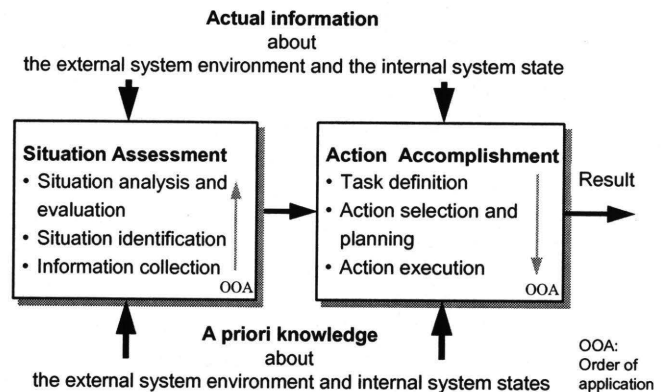 Actual information
about
the external system environment and the internal system state
Situation Assessment
• Situation analysis and
evaluation
• Situation identification
• Information collection
OOA
Action Accomplishment
• Task definition
• Action selection and
planning
• Action execution
OOA
Result
A priori knowledge
about
the external system environment and internal system states
OOA:
Order of
application